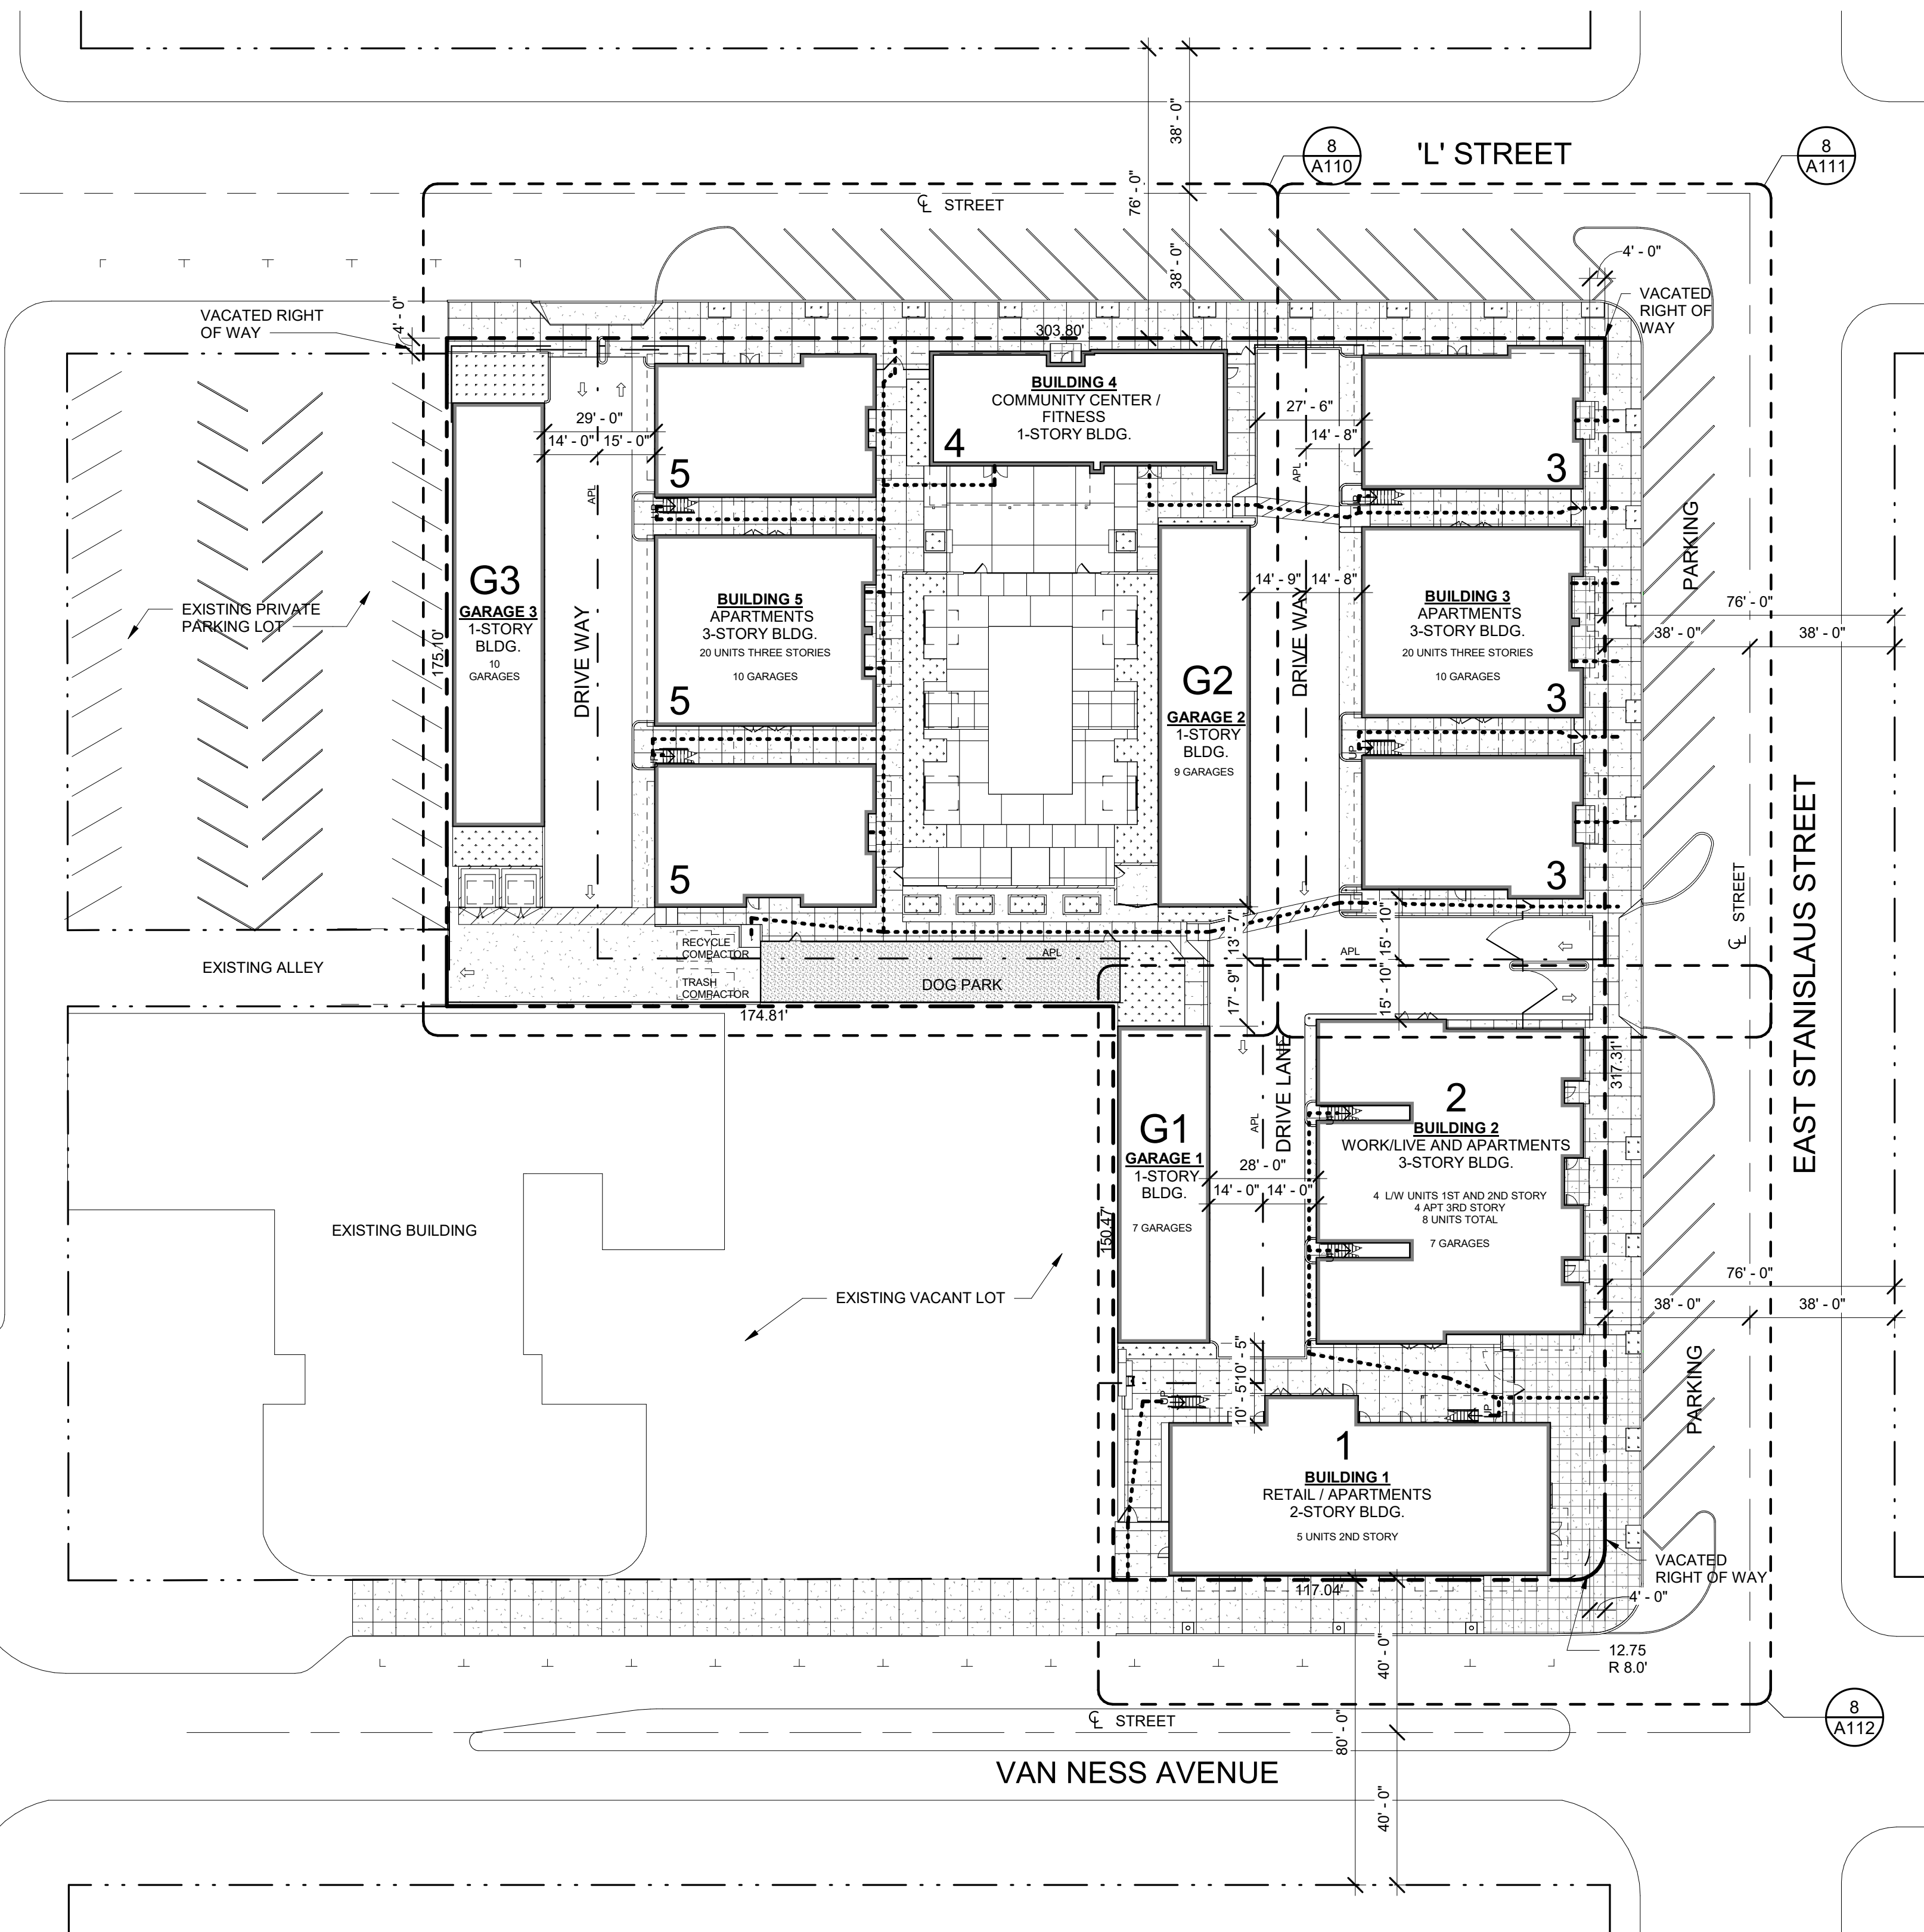 38' - 0"
76' - 0"
38' - 0"
8
A110
'L' STREET
8
A111
℄ STREET
4' - 0"
VACATED
RIGHT OF
WAY
VACATED RIGHT
OF WAY
4' - 0"
303.80'
BUILDING 4
COMMUNITY CENTER /
FITNESS
1-STORY BLDG.
4
29' - 0"
14' - 0"
15' - 0"
27' - 6"
14' - 8"
APL
APL
5
3
UP
UP
PARKING
G3
GARAGE 3
1-STORY
BLDG.
10
GARAGES
175.10'
EXISTING PRIVATE
PARKING LOT
DRIVE WAY
BUILDING 5
APARTMENTS
3-STORY BLDG.
20 UNITS THREE STORIES
10 GARAGES
5
14' - 9"
14' - 8"
DRIVE WAY
G2
GARAGE 2
1-STORY
BLDG.
9 GARAGES
BUILDING 3
APARTMENTS
3-STORY BLDG.
20 UNITS THREE STORIES
10 GARAGES
3
76' - 0"
38' - 0"
38' - 0"
UP
UP
5
3
EAST STANISLAUS STREET
℄ STREET
EXISTING ALLEY
RECYCLE
COMPACTOR
TRASH
COMPACTOR
APL
DOG PARK
174.81'
13' - 7"
17' - 9"
APL
15' - 10"
15' - 10"
317.31'
G1
GARAGE 1
1-STORY
BLDG.
7 GARAGES
150.47'
APL
DRIVE LANE
28' - 0"
14' - 0"
14' - 0"
UP
2
BUILDING 2
WORK/LIVE AND APARTMENTS
3-STORY BLDG.
4 L/W UNITS 1ST AND 2ND STORY
4 APT 3RD STORY
8 UNITS TOTAL
7 GARAGES
UP
EXISTING BUILDING
EXISTING VACANT LOT
76' - 0"
38' - 0"
38' - 0"
PARKING
10' - 5"
10' - 5"
UP
UP
1
BUILDING 1
RETAIL / APARTMENTS
2-STORY BLDG.
5 UNITS 2ND STORY
VACATED
RIGHT OF WAY
4' - 0"
117.04'
12.75
R 8.0'
40' - 0"
80' - 0"
40' - 0"
℄ STREET
8
A112
VAN NESS AVENUE